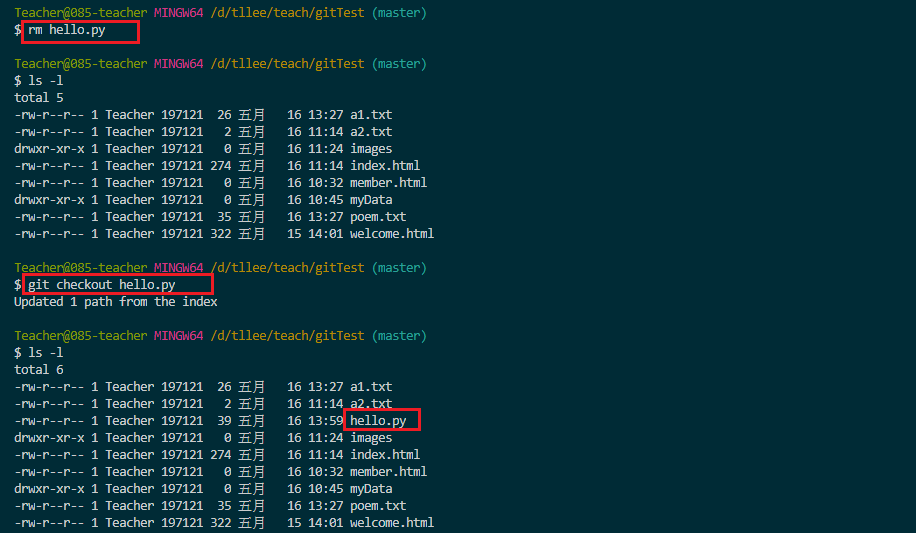 Teacher@085-teacher MINGW64 /d/tllee/teach/gitTest (master)
$ rm hello.py
Teacher@085-teacher MINGW64 /d/tllee/teach/gitTest (master)
$ ls -l
total 5
-rw-r--r-- 1 Teacher 197121  26 五月   16 13:27 a1.txt
-rw-r--r-- 1 Teacher 197121   2 五月   16 11:14 a2.txt
drwxr-xr-x 1 Teacher 197121   0 五月   16 11:24 images
-rw-r--r-- 1 Teacher 197121 274 五月   16 11:14 index.html
-rw-r--r-- 1 Teacher 197121   0 五月   16 10:32 member.html
drwxr-xr-x 1 Teacher 197121   0 五月   16 10:45 myData
-rw-r--r-- 1 Teacher 197121  35 五月   16 13:27 poem.txt
-rw-r--r-- 1 Teacher 197121 322 五月   15 14:01 welcome.html
Teacher@085-teacher MINGW64 /d/tllee/teach/gitTest (master)
$ git checkout hello.py
Updated 1 path from the index
Teacher@085-teacher MINGW64 /d/tllee/teach/gitTest (master)
$ ls -l
total 6
-rw-r--r-- 1 Teacher 197121  26 五月   16 13:27 a1.txt
-rw-r--r-- 1 Teacher 197121   2 五月   16 11:14 a2.txt
-rw-r--r-- 1 Teacher 197121  39 五月   16 13:59 hello.py
drwxr-xr-x 1 Teacher 197121   0 五月   16 11:24 images
-rw-r--r-- 1 Teacher 197121 274 五月   16 11:14 index.html
-rw-r--r-- 1 Teacher 197121   0 五月   16 10:32 member.html
drwxr-xr-x 1 Teacher 197121   0 五月   16 10:45 myData
-rw-r--r-- 1 Teacher 197121  35 五月   16 13:27 poem.txt
-rw-r--r-- 1 Teacher 197121 322 五月   15 14:01 welcome.html